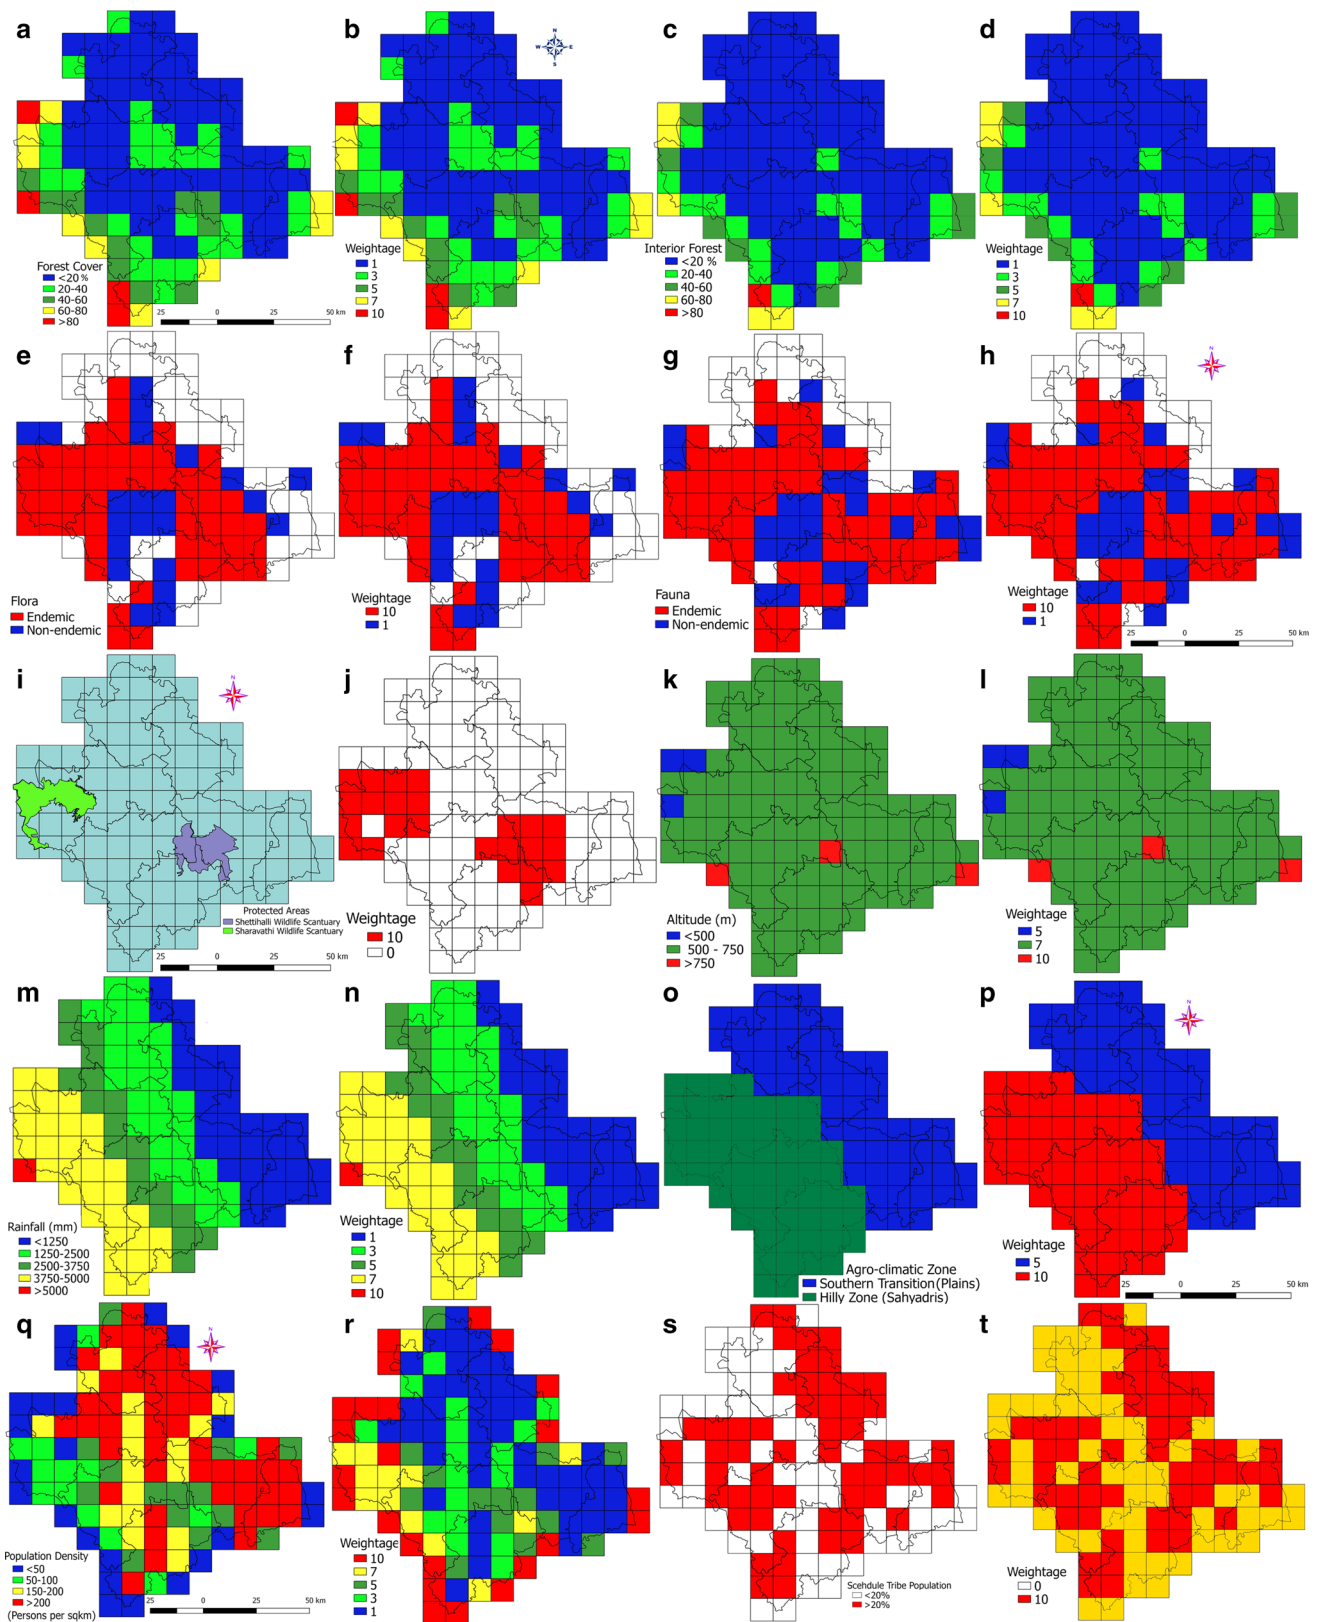 a
Forest Cover
<20 %
20-40
40-60
60-80
>80
25 0 25 50 km
b
N
W E
S
Weightage
1
3
5
7
10
c
Interior Forest
<20 %
20-40
40-60
60-80
>80
d
Weightage
1
3
5
7
10
e
Flora
Endemic
Non-endemic
f
Weightage
10
1
g
Fauna
Endemic
Non-endemic
h
N
Weightage
10
1
25 0 25 50 km
i
N
Protected Areas
Shettihalli Wildlife Scantuary
Sharavathi Wildlife Scantuary
25 0 25 50 km
j
Weightage
10
0
k
Altitude (m)
<500
500 - 750
>750
l
Weightage
5
7
10
m
Rainfall (mm)
<1250
1250-2500
2500-3750
3750-5000
>5000
n
Weightage
1
3
5
7
10
o
Agro-climatic Zone
Southern Transition(Plains)
Hilly Zone (Sahyadris)
p
N
Weightage
5
10
25 0 25 50 km
q
N
Population Density
<50
50-100
150-200
>200
(Persons per sqkm)
25 0 25 50 km
r
Weightage
10
7
5
3
1
s
Scehdule Tribe Population
<20%
>20%
t
Weightage
0
10